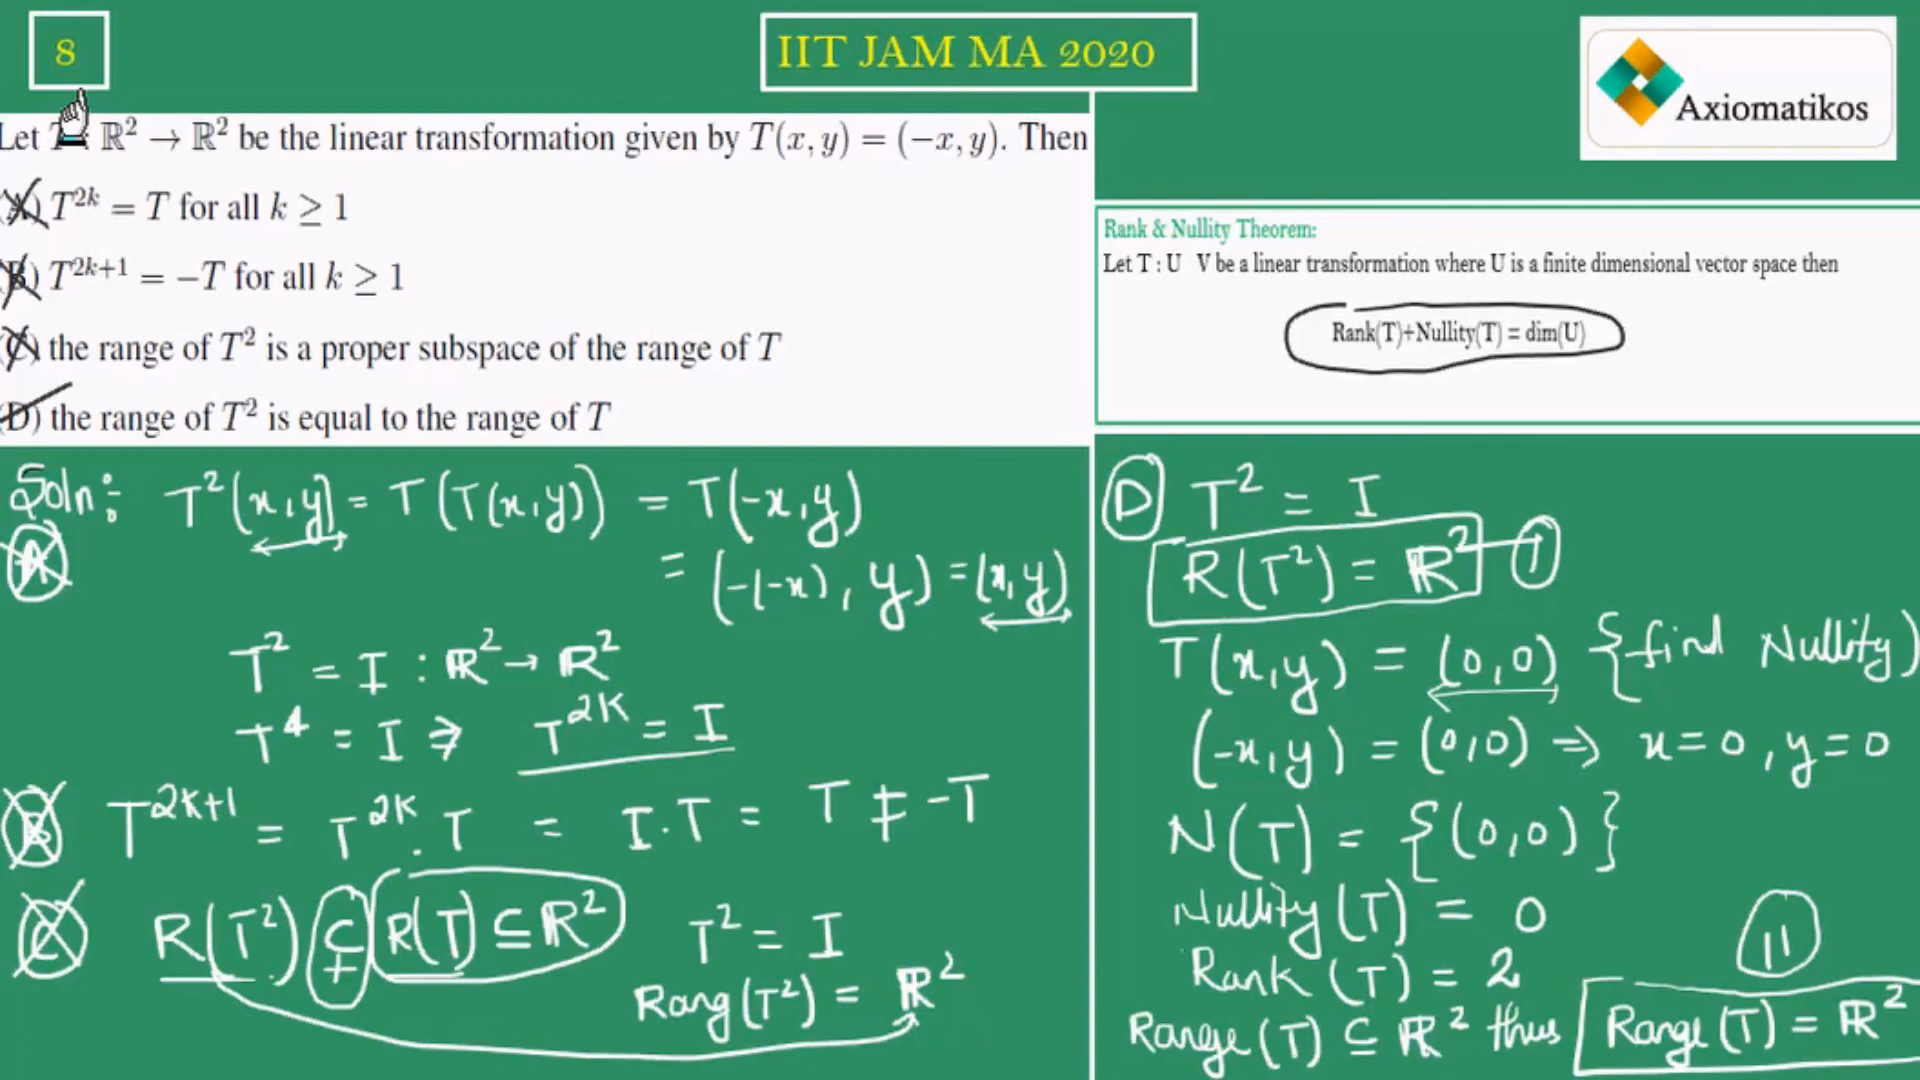 8
IIT JAM MA 2020
Axiomatikos
Let T : ℝ² → ℝ² be the linear transformation given by T(x, y) = (−x, y). Then
(A) T²ᵏ = T for all k ≥ 1
(B) T²ᵏ⁺¹ = −T for all k ≥ 1
(C) the range of T² is a proper subspace of the range of T
(D) the range of T² is equal to the range of T
Rank & Nullity Theorem:
Let T : U V be a linear transformation where U is a finite dimensional vector space then
Rank(T)+Nullity(T) = dim(U)
Soln: T²(x,y) = T(T(x,y)) = T(-x,y)
A
= (-(-x), y) = (x,y)
T² = I : ℝ² → ℝ²
T⁴ = I ⇒ T²ᴷ = I
B T²ᴷ⁺¹ = T²ᴷ. T = I.T = T ≠ -T
C R(T²) ⊊ R(T) ⊆ ℝ² T² = I
Rang(T²) = ℝ²
D T² = I
R(T²) = ℝ² — I
T(x,y) = (0,0) {find Nullity)
(-x,y) = (0,0) ⇒ x=0, y=0
N(T) = {(0,0)}
Nullity(T) = 0
Rank (T) = 2 II
Range(T) ⊆ ℝ² thus Range(T) = ℝ²